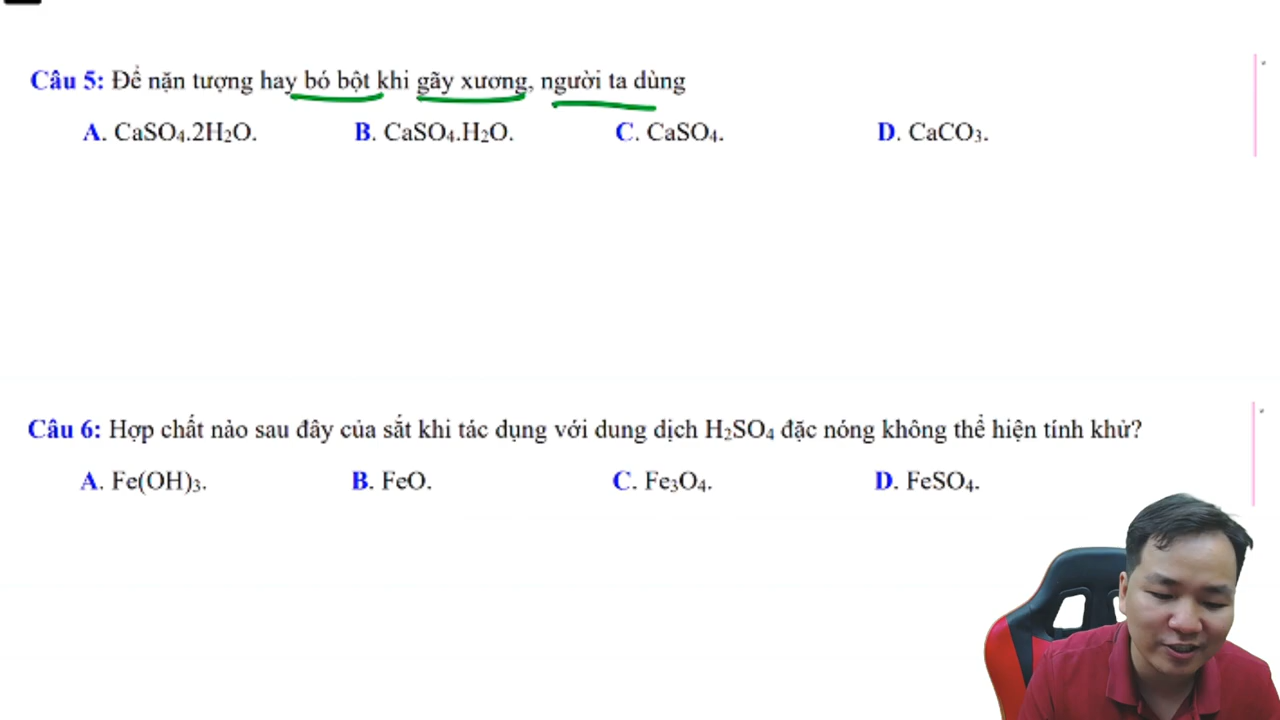 Câu 5: Để nặn tượng hay bó bột khi gãy xương, người ta dùng
A. CaSO₄.2H₂O. B. CaSO₄.H₂O. C. CaSO₄. D. CaCO₃.
Câu 6: Hợp chất nào sau đây của sắt khi tác dụng với dung dịch H₂SO₄ đặc nóng không thể hiện tính khử?
A. Fe(OH)₃. B. FeO. C. Fe₃O₄. D. FeSO₄.